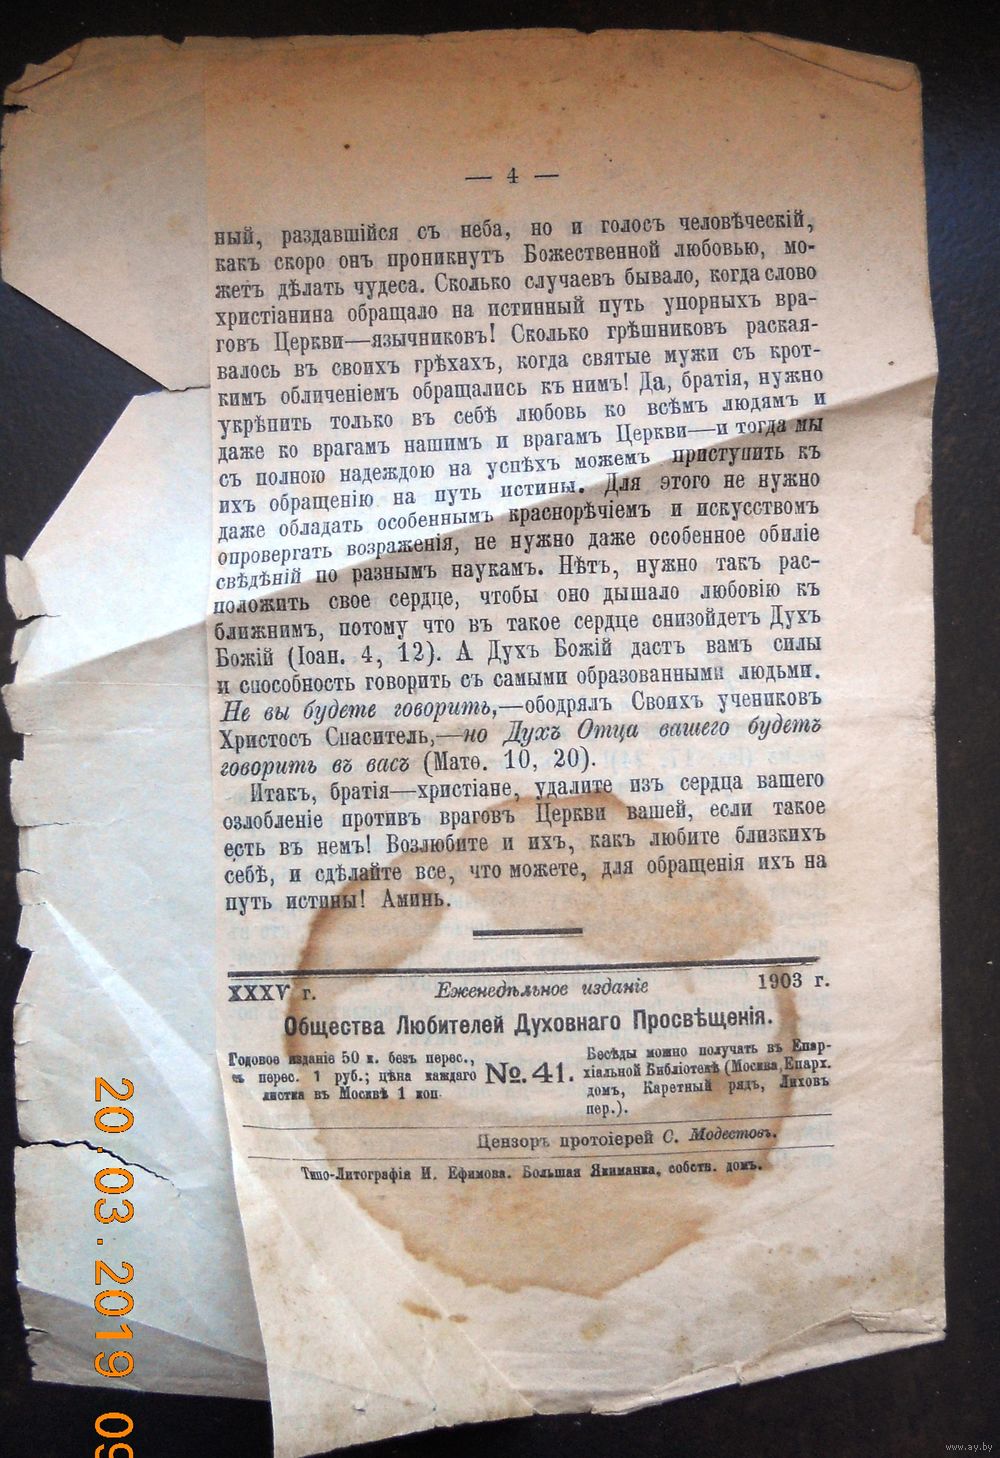 — 4 —
ный, раздавшійся съ неба, но и голосъ человѣческій,
какъ скоро онъ проникнутъ Божественной любовью, мо-
жетъ дѣлать чудеса. Сколько случаевъ бывало, когда слово
христіанина обращало на истинный путь упорныхъ вра-
говъ Церкви—язычниковъ! Сколько грѣшниковъ раская-
валось въ своихъ грѣхахъ, когда святые мужи съ крот-
кимъ обличеніемъ обращались къ нимъ! Да, братія, нужно
укрѣпить только въ себѣ любовь ко всѣмъ людямъ и
даже ко врагамъ нашимъ и врагамъ Церкви—и тогда мы
съ полною надеждою на успѣхъ можемъ приступить къ
ихъ обращенію на путь истины. Для этого не нужно
даже обладать особеннымъ краснорѣчіемъ и искусствомъ
опровергать возраженія, не нужно даже особенное обиліе
свѣдѣній по разнымъ наукамъ. Нѣтъ, нужно такъ рас-
положить свое сердце, чтобы оно дышало любовію къ
ближнимъ, потому что въ такое сердце снизойдетъ Духъ
Божій (Іоан. 4, 12). А Духъ Божій дастъ вамъ силы
и способность говорить съ самыми образованными людьми.
Не вы будете говорить,—ободрялъ Своихъ учениковъ
Христосъ Спаситель,—но Духъ Отца вашего будетъ
говорить въ васъ (Матѳ. 10, 20).
Итакъ, братія—христіане, удалите изъ сердца вашего
озлобленіе противъ враговъ Церкви вашей, если такое
есть въ немъ! Возлюбите и ихъ, какъ любите близкихъ
себѣ, и сдѣлайте все, что можете, для обращенія ихъ на
путь истины! Аминь.
XXXV г. Еженедѣльное изданіе 1903 г.
Общества Любителей Духовнаго Просвѣщенія.
Годовое изданіе 50 к. безъ перес.,
съ перес. 1 руб.; цѣна каждаго
листка въ Москвѣ 1 коп.
№. 41.
Бесѣды можно получать въ Епар-
хіальной Библіотекѣ (Москва, Епарх.
домъ, Каретный рядъ, Лиховъ
пер.).
Цензоръ протоіерей С. Модестовъ.
Типо-Литографія И. Ефимова. Большая Якиманка, собств. домъ.
20.03.2019 09
www.ay.by